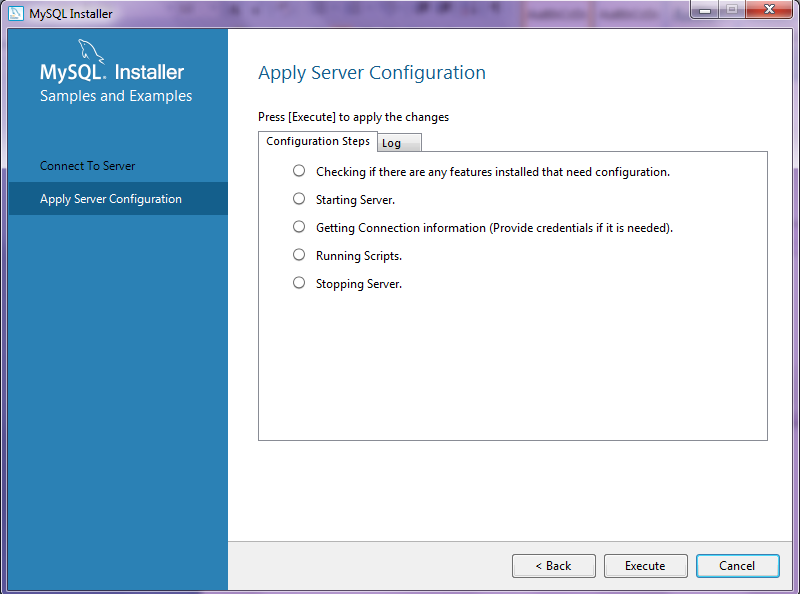 MySQL Installer
MySQL. Installer
Samples and Examples
Connect To Server
Apply Server Configuration
Apply Server Configuration
Press [Execute] to apply the changes
Configuration Steps
Log
Checking if there are any features installed that need configuration.
Starting Server.
Getting Connection information (Provide credentials if it is needed).
Running Scripts.
Stopping Server.
< Back
Execute
Cancel